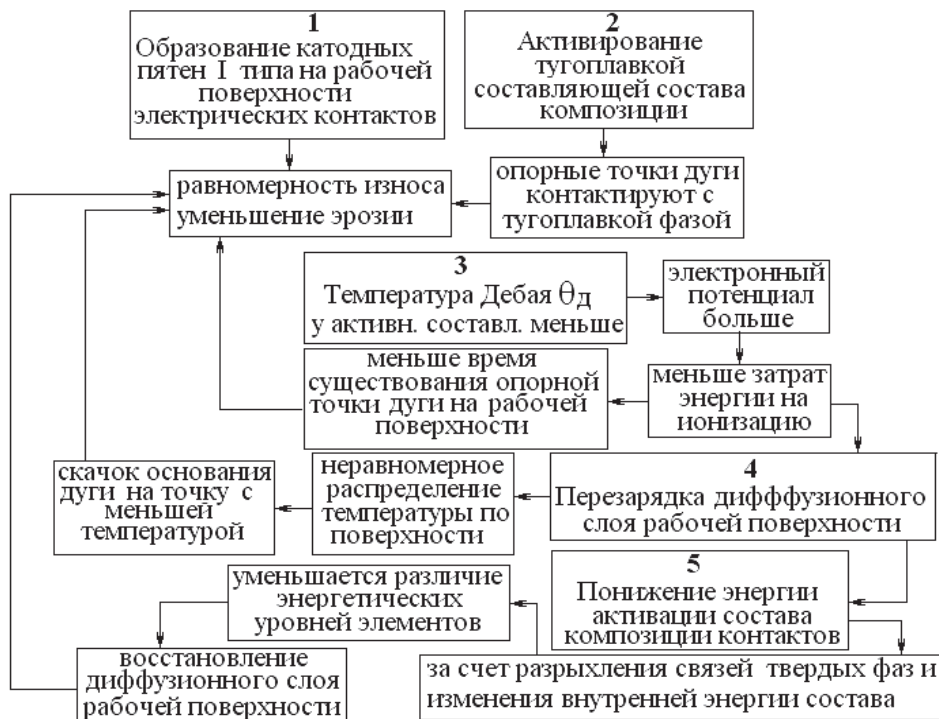 1
Образование катодных
пятен I типа на рабочей
поверхности
электрических контактов
2
Активирование
тугоплавкой
составляющей состава
композиции
равномерность износа
уменьшение эрозии
опорные точки дуги
контактируют с
тугоплавкой фазой
3
Температура Дебая θд
у активн. составл. меньше
электронный
потенциал
больше
меньше время
существования опорной
точки дуги на рабочей
поверхности
меньше затрат
энергии на
ионизацию
скачок основания
дуги на точку с
меньшей
температурой
неравномерное
распределение
температуры по
поверхности
4
Перезарядка дифффузионного
слоя рабочей поверхности
уменьшается различие
энергетических
уровней элементов
5
Понижение энергии
активации состава
композиции контактов
восстановление
диффузионного слоя
рабочей поверхности
за счет разрыхления связей твердых фаз и
изменения внутренней энергии состава